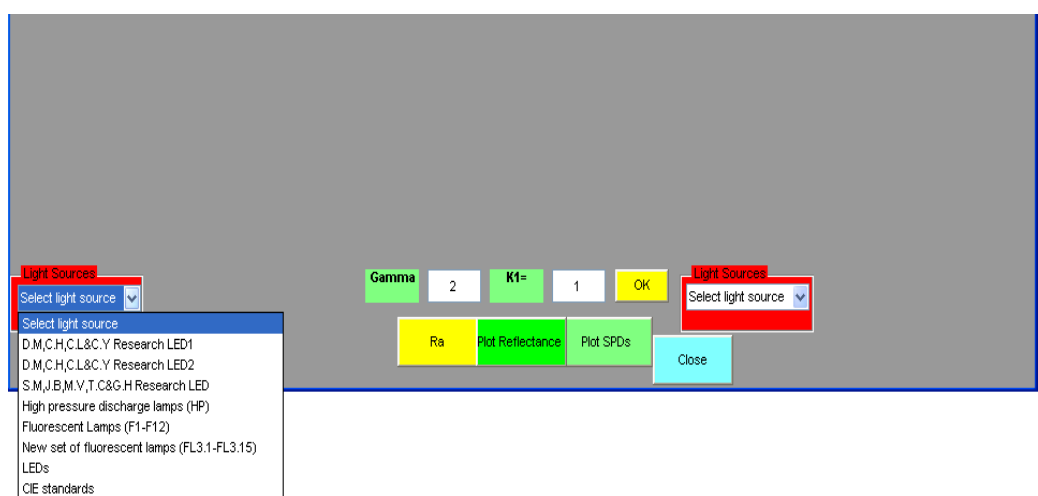 Light Sources
Select light source
Select light source
D.M,C.H,C.L&C.Y Research LED1
D.M,C.H,C.L&C.Y Research LED2
S.M,J.B,M.V,T.C&G.H Research LED
High pressure discharge lamps (HP)
Fluorescent Lamps (F1-F12)
New set of fluorescent lamps (FL3.1-FL3.15)
LEDs
CIE standards
Gamma 2 K1= 1 OK
Ra Plot Reflectance Plot SPDs
Close
Light Sources
Select light source